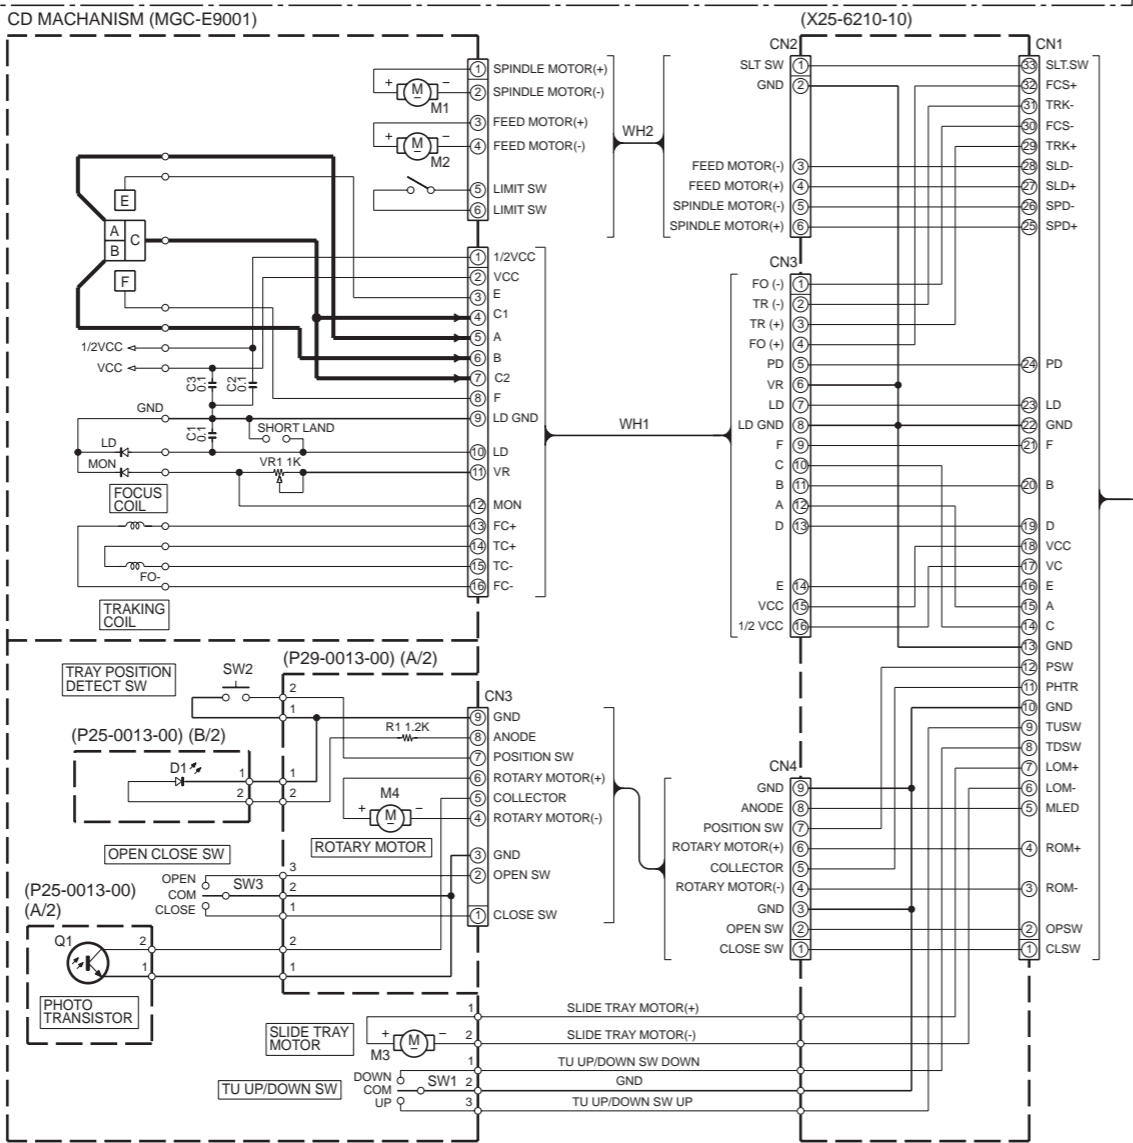 CD MACHANISM (MGC-E9001)
(X25-6210-10)
1 SPINDLE MOTOR(+)
2 SPINDLE MOTOR(-)
3 FEED MOTOR(+)
4 FEED MOTOR(-)
5 LIMIT SW
6 LIMIT SW
+ M −
M1
+ M −
M2
WH2
E
A
B
C
F
1 1/2VCC
2 VCC
3 E
4 C1
5 A
6 B
7 C2
8 F
9 LD GND
10 LD
11 VR
12 MON
13 FC+
14 TC+
15 TC-
16 FC-
1/2VCC
VCC
C3
0.1
C2
0.1
GND
C1
0.1
SHORT LAND
LD
MON
VR1 1K
FOCUS
COIL
FO-
TRAKING
COIL
WH1
CN2
SLT SW 1
GND 2
FEED MOTOR(-) 3
FEED MOTOR(+) 4
SPINDLE MOTOR(-) 5
SPINDLE MOTOR(+) 6
CN3
FO (-) 1
TR (-) 2
TR (+) 3
FO (+) 4
PD 5
VR 6
LD 7
LD GND 8
F 9
C 10
B 11
A 12
D 13
E 14
VCC 15
1/2 VCC 16
CN4
GND 9
ANODE 8
POSITION SW 7
ROTARY MOTOR(+) 6
COLLECTOR 5
ROTARY MOTOR(-) 4
GND 3
OPEN SW 2
CLOSE SW 1
CN1
33 SLT.SW
32 FCS+
31 TRK-
30 FCS-
29 TRK+
28 SLD-
27 SLD+
26 SPD-
25 SPD+
24 PD
23 LD
22 GND
21 F
20 B
19 D
18 VCC
17 VC
16 E
15 A
14 C
13 GND
12 PSW
11 PHTR
10 GND
9 TUSW
8 TDSW
7 LOM+
6 LOM-
5 MLED
4 ROM+
3 ROM-
2 OPSW
1 CLSW
TRAY POSITION
DETECT SW
SW2
(P29-0013-00) (A/2)
2
1
CN3
9 GND
8 ANODE
7 POSITION SW
6 ROTARY MOTOR(+)
5 COLLECTOR
4 ROTARY MOTOR(-)
3 GND
2 OPEN SW
1 CLOSE SW
R1 1.2K
(P25-0013-00) (B/2)
D1
1 1
2 2
M4
+ M −
ROTARY MOTOR
OPEN CLOSE SW
OPEN
COM
CLOSE
SW3
3
2
1
(P25-0013-00)
(A/2)
Q1
2 2
1 1
PHOTO
TRANSISTOR
SLIDE TRAY
MOTOR
+ M −
M3
1 SLIDE TRAY MOTOR(+)
2 SLIDE TRAY MOTOR(-)
TU UP/DOWN SW
DOWN
COM
UP
SW1
1 TU UP/DOWN SW DOWN
2 GND
3 TU UP/DOWN SW UP